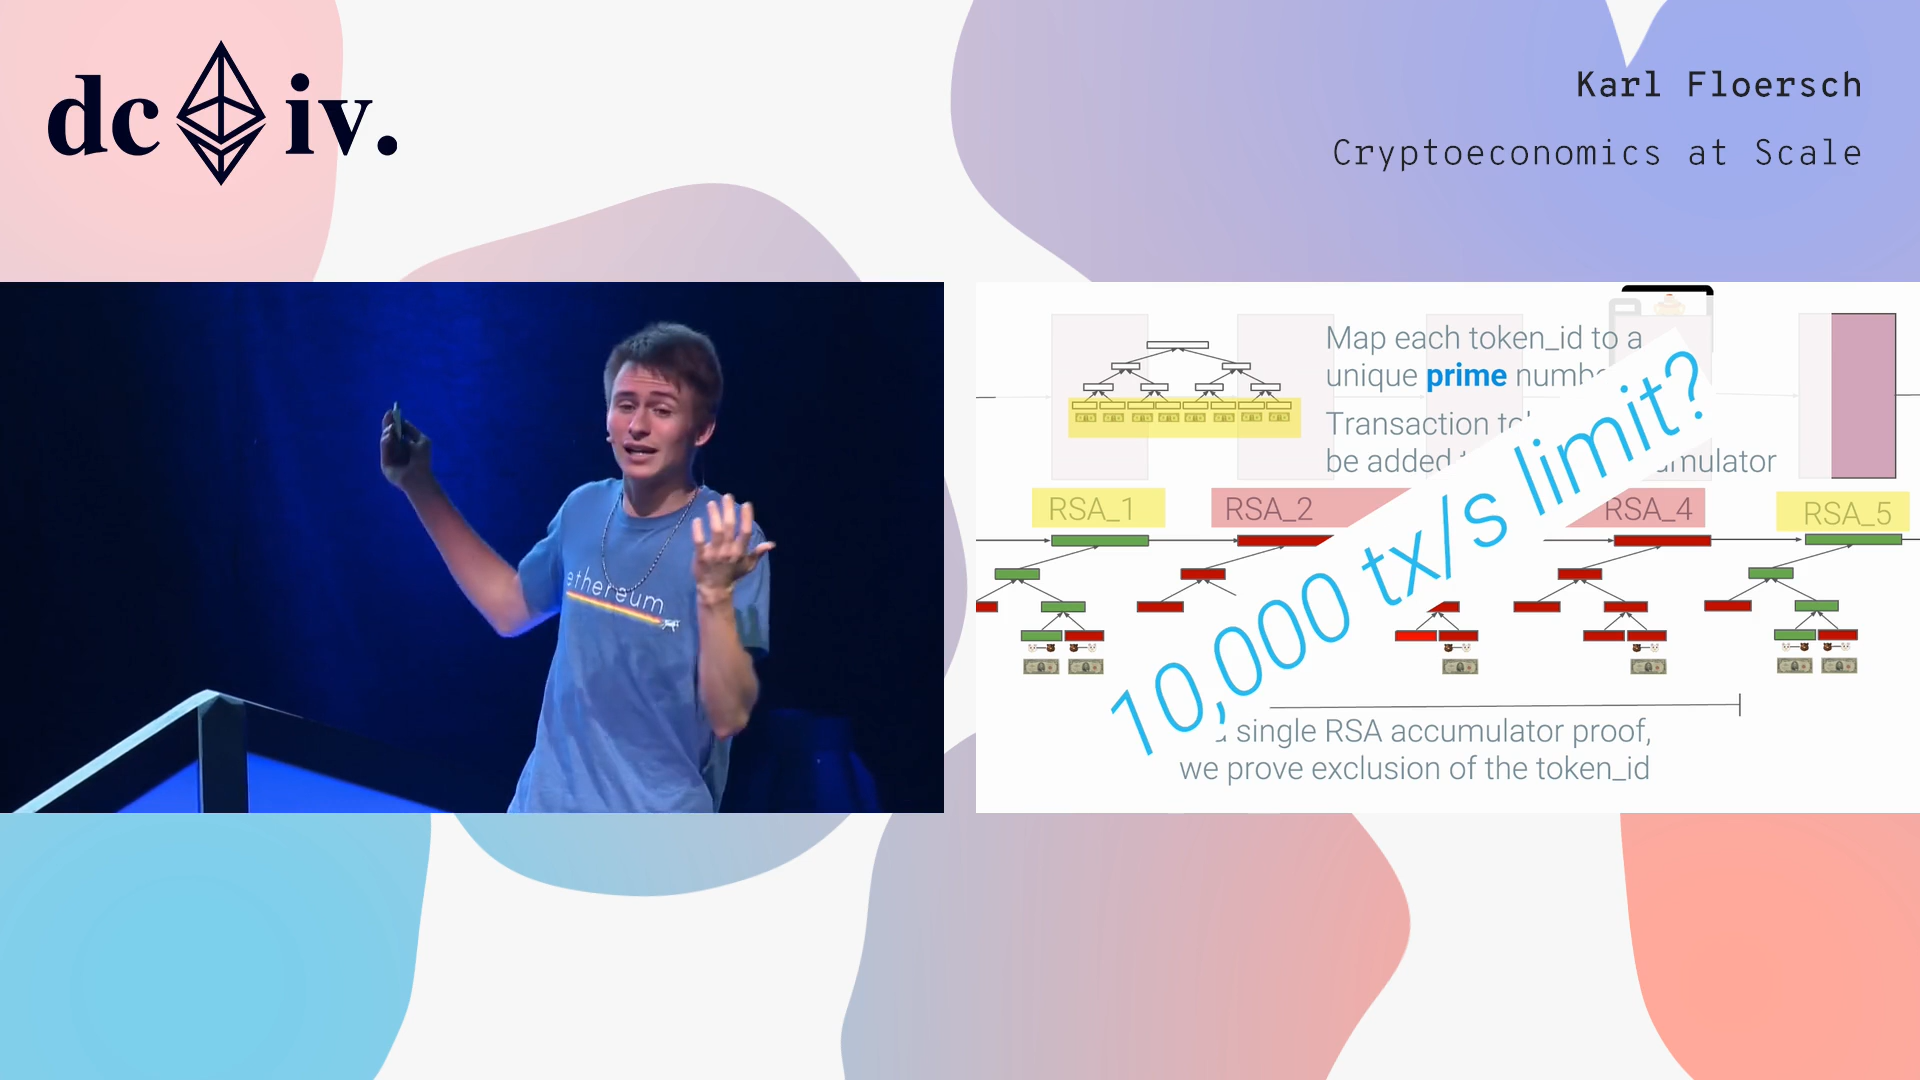 dc iv.
Karl Floersch
Cryptoeconomics at Scale
ethereum
Map each token_id to a
unique prime
Transaction
be added
10,000 tx/s limit?
RSA_1
RSA_2
RSA_4
RSA_5
single RSA accumulator proof,
we prove exclusion of the token_id